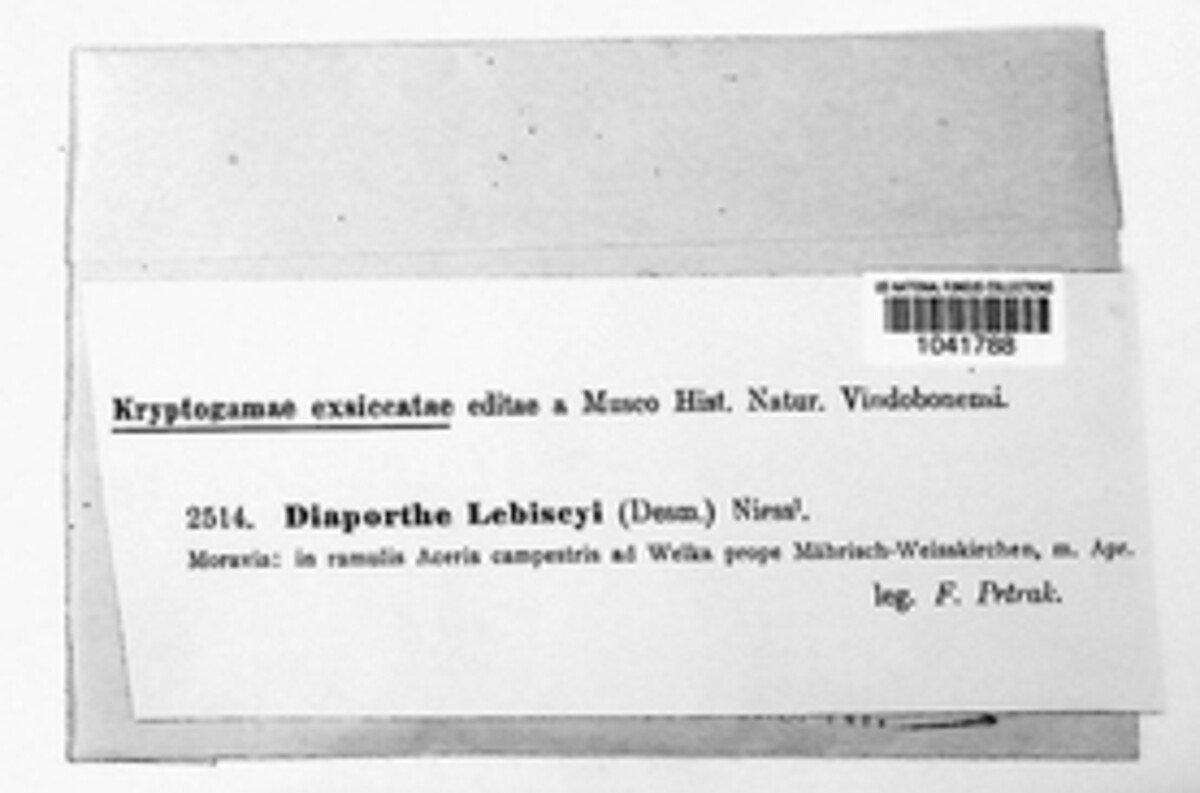 US NATIONAL FUNGUS COLLECTIONS
1041788
Kryptogamae exsiccatae editae a Museo Hist. Natur. Vindobonensi.
2514. Diaporthe Lebiseyi (Desm.) Niessl.
Moravia: in ramulis Aceris campestris ad Welka prope Mährisch-Weisskirchen, m. Apr.
leg. F. Petrak.